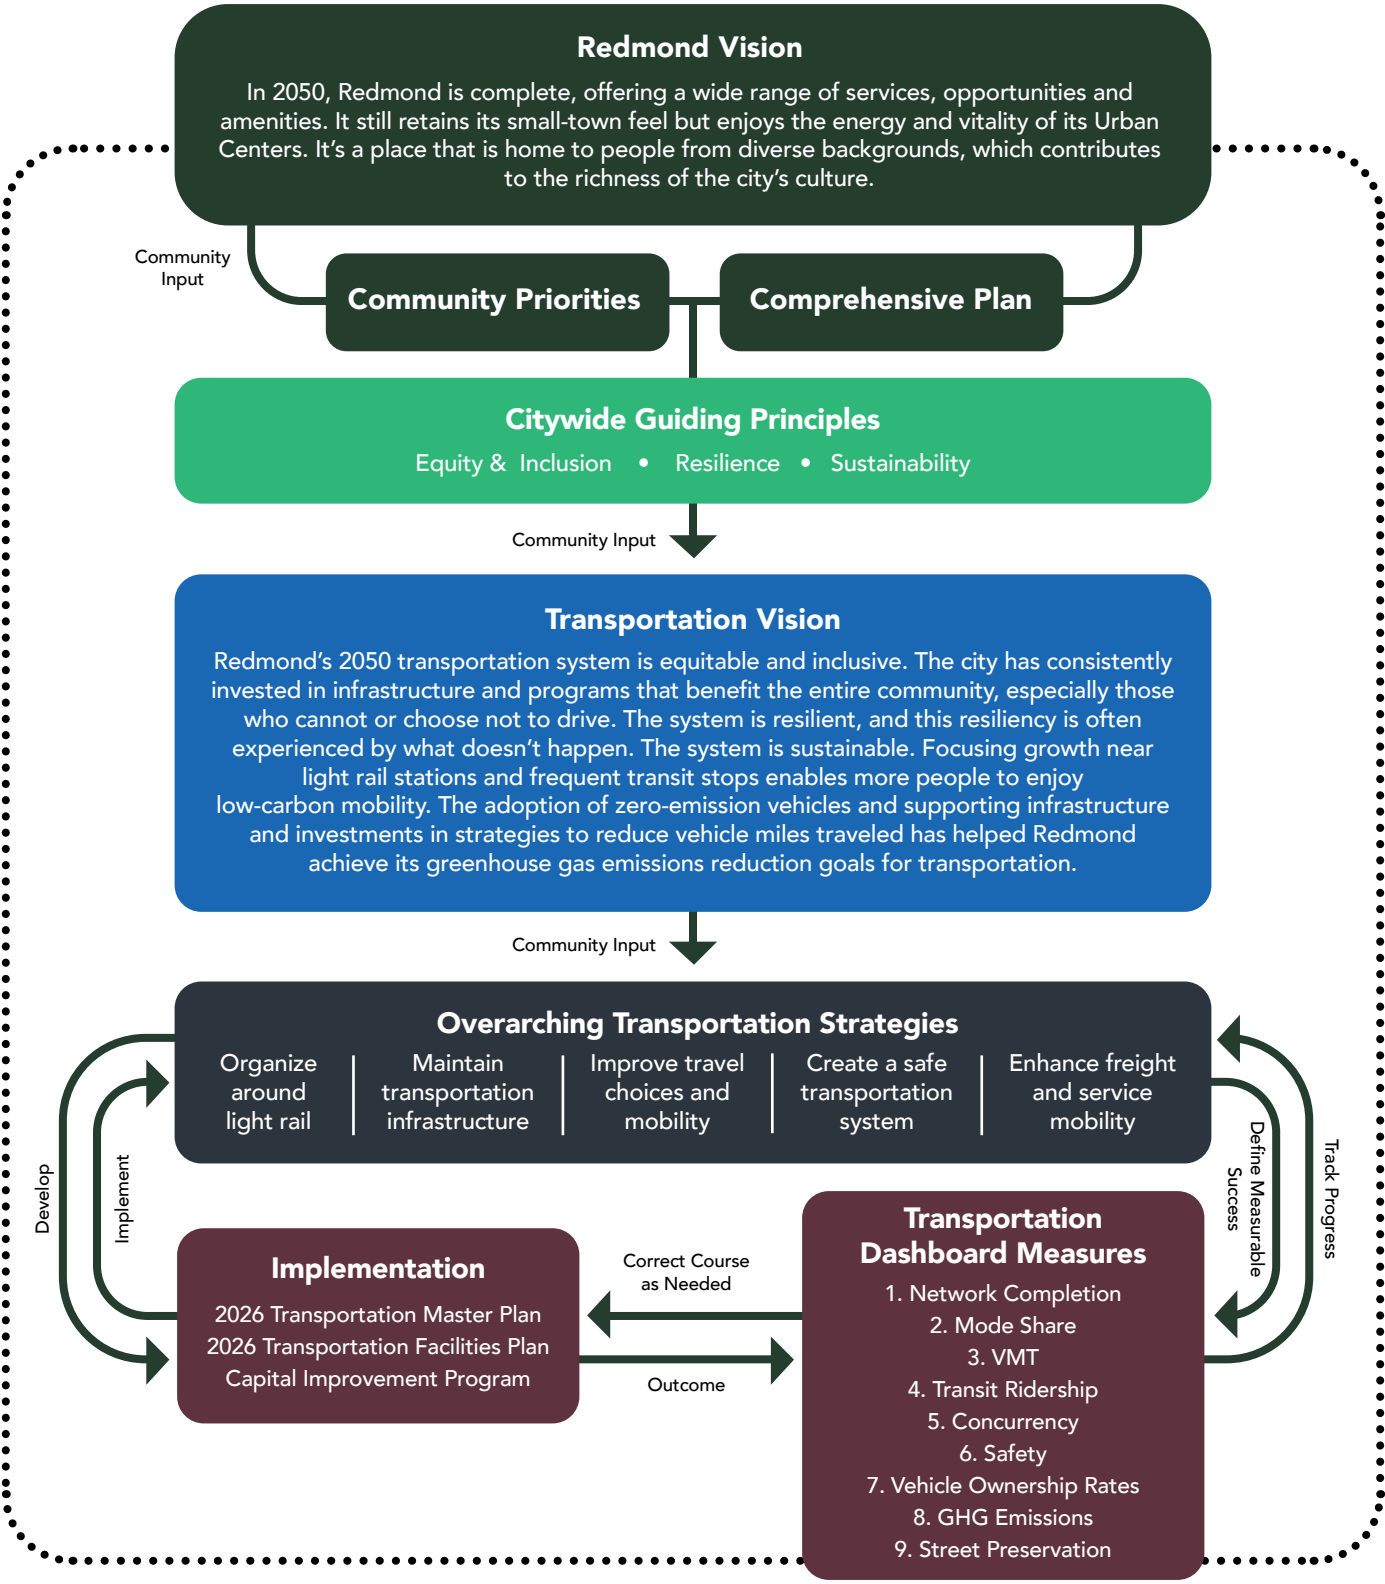 Redmond Vision
In 2050, Redmond is complete, offering a wide range of services, opportunities and
amenities. It still retains its small-town feel but enjoys the energy and vitality of its Urban
Centers. It’s a place that is home to people from diverse backgrounds, which contributes
to the richness of the city’s culture.
Community
Input
Community Priorities
Comprehensive Plan
Citywide Guiding Principles
Equity & Inclusion • Resilience • Sustainability
Community Input
Transportation Vision
Redmond’s 2050 transportation system is equitable and inclusive. The city has consistently
invested in infrastructure and programs that benefit the entire community, especially those
who cannot or choose not to drive. The system is resilient, and this resiliency is often
experienced by what doesn’t happen. The system is sustainable. Focusing growth near
light rail stations and frequent transit stops enables more people to enjoy
low-carbon mobility. The adoption of zero-emission vehicles and supporting infrastructure
and investments in strategies to reduce vehicle miles traveled has helped Redmond
achieve its greenhouse gas emissions reduction goals for transportation.
Community Input
Overarching Transportation Strategies
Organize
around
light rail
Maintain
transportation
infrastructure
Improve travel
choices and
mobility
Create a safe
transportation
system
Enhance freight
and service
mobility
Develop
Implement
Define Measurable
Success
Track Progress
Implementation
2026 Transportation Master Plan
2026 Transportation Facilities Plan
Capital Improvement Program
Correct Course
as Needed
Outcome
Transportation
Dashboard Measures
1. Network Completion
2. Mode Share
3. VMT
4. Transit Ridership
5. Concurrency
6. Safety
7. Vehicle Ownership Rates
8. GHG Emissions
9. Street Preservation